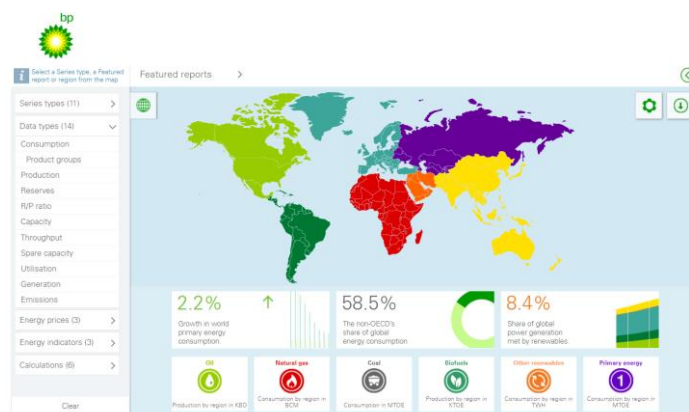 bp
i
Select a Series type, a Featured
report or region from the map
Featured reports
Series types (11)
Data types (14)
Consumption
Product groups
Production
Reserves
R/P ratio
Capacity
Throughput
Spare capacity
Utilisation
Generation
Emissions
Energy prices (3)
Energy indicators (3)
Calculations (6)
Clear
2.2%
Growth in world
primary energy
consumption.
58.5%
The non-OECD's
share of global
energy consumption
8.4%
Share of global
power generation
met by renewables.
Oil
Production by region in KBD
Natural gas
Consumption by region in
BCM
Coal
Consumption in MTOE
Biofuels
Production by region in
KTOE
Other renewables
Consumption by region in
TWH
Primary energy
1
Consumption by region in
MTOE